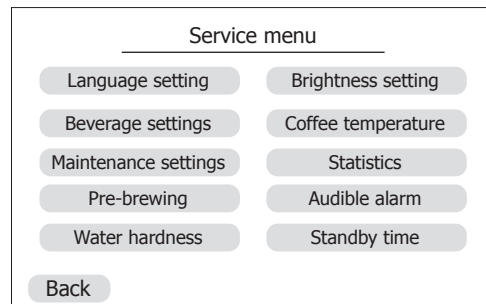 Service menu
Language setting
Brightness setting
Beverage settings
Coffee temperature
Maintenance settings
Statistics
Pre-brewing
Audible alarm
Water hardness
Standby time
Back